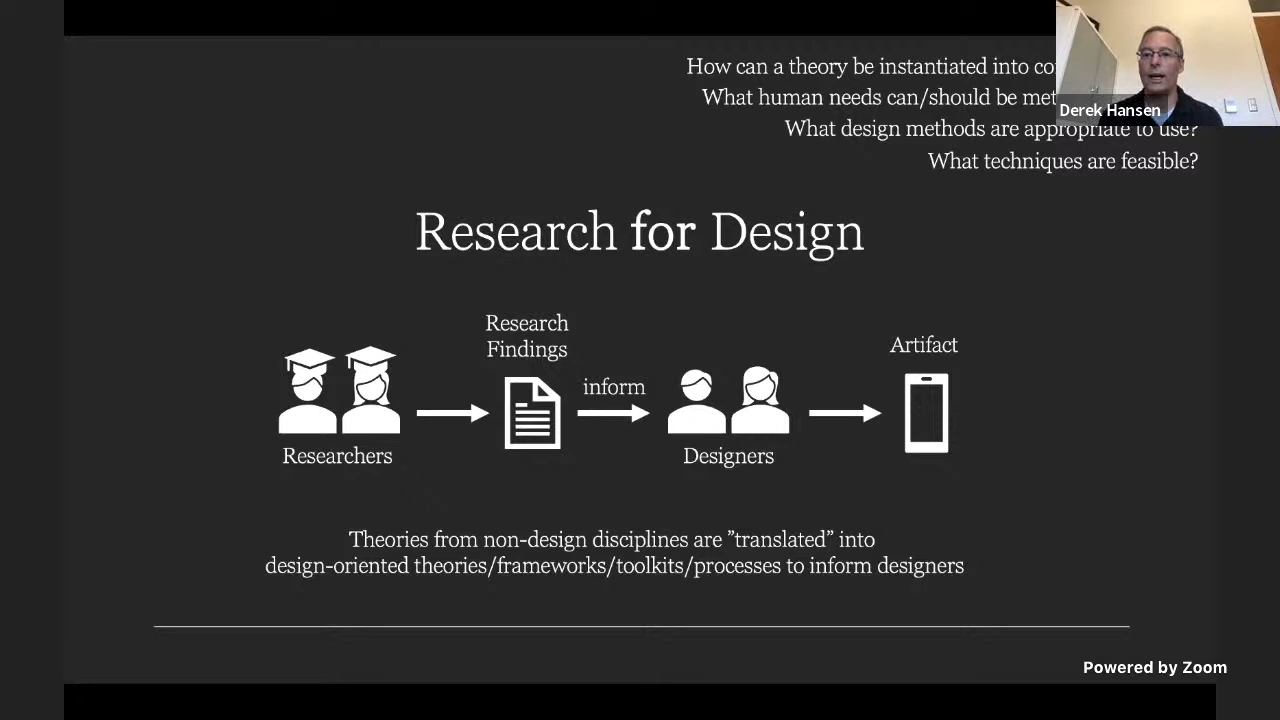 How can a theory be instantiated into
What human needs can/should be met
Derek Hansen
What design methods are appropriate to use?
What techniques are feasible?
Research for Design
Research
Findings
Artifact
inform
Researchers
Designers
Theories from non-design disciplines are ”translated” into
design-oriented theories/frameworks/toolkits/processes to inform designers
Powered by Zoom